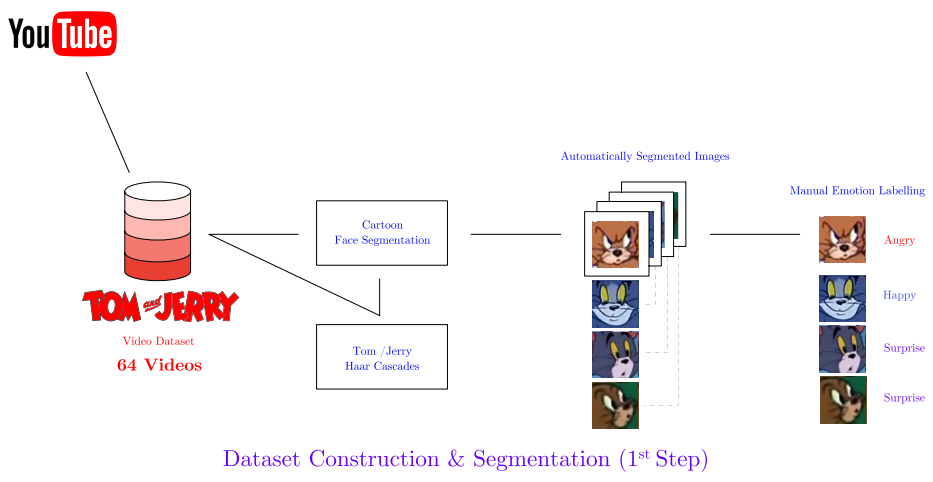 YouTube
Automatically Segmented Images
Manual Emotion Labelling
Cartoon
Face Segmentation
Angry
Happy
TOM and JERRY
Video Dataset
64 Videos
Tom /Jerry
Haar Cascades
Surprise
Surprise
Dataset Construction & Segmentation (1st Step)